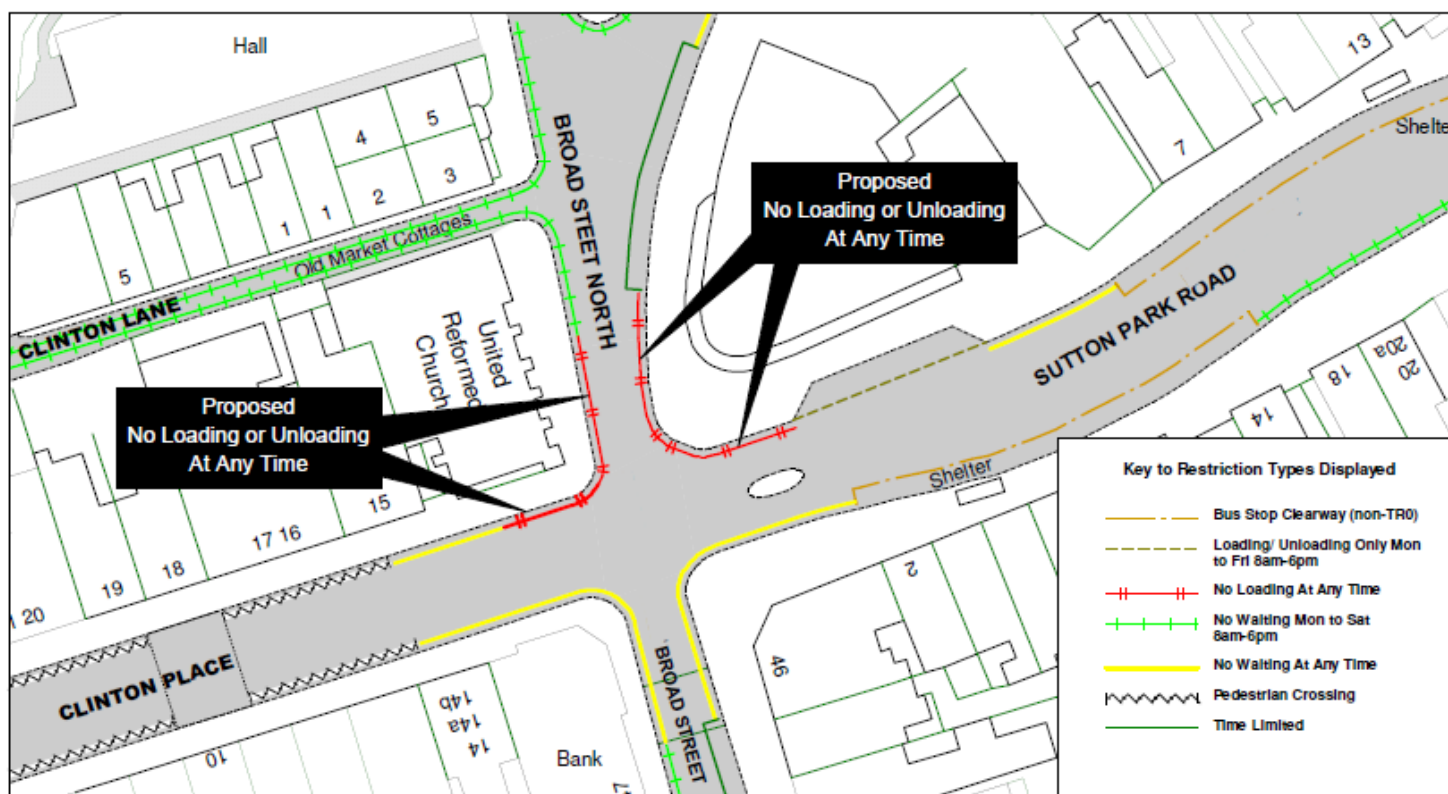 Hall
13
4
5
1
1
2
3
7
Shelte
BROAD STEET NORTH
Proposed
No Loading or Unloading
At Any Time
5
Old Market Cottages
CLINTON LANE
United
Reformed
Church
SUTTON PARK ROAD
Proposed
No Loading or Unloading
At Any Time
20a
20
18
14
Shelter
15
17 16
18
19
1 20
2
46
CLINTON PLACE
BROAD STREET
14b
14a
14
10
Bank
Key to Restriction Types Displayed
Bus Stop Clearway (non-TR0)
Loading/ Unloading Only Mon
to Fri 8am-6pm
No Loading At Any Time
No Waiting Mon to Sat
8am-6pm
No Waiting At Any Time
Pedestrian Crossing
Time Limited